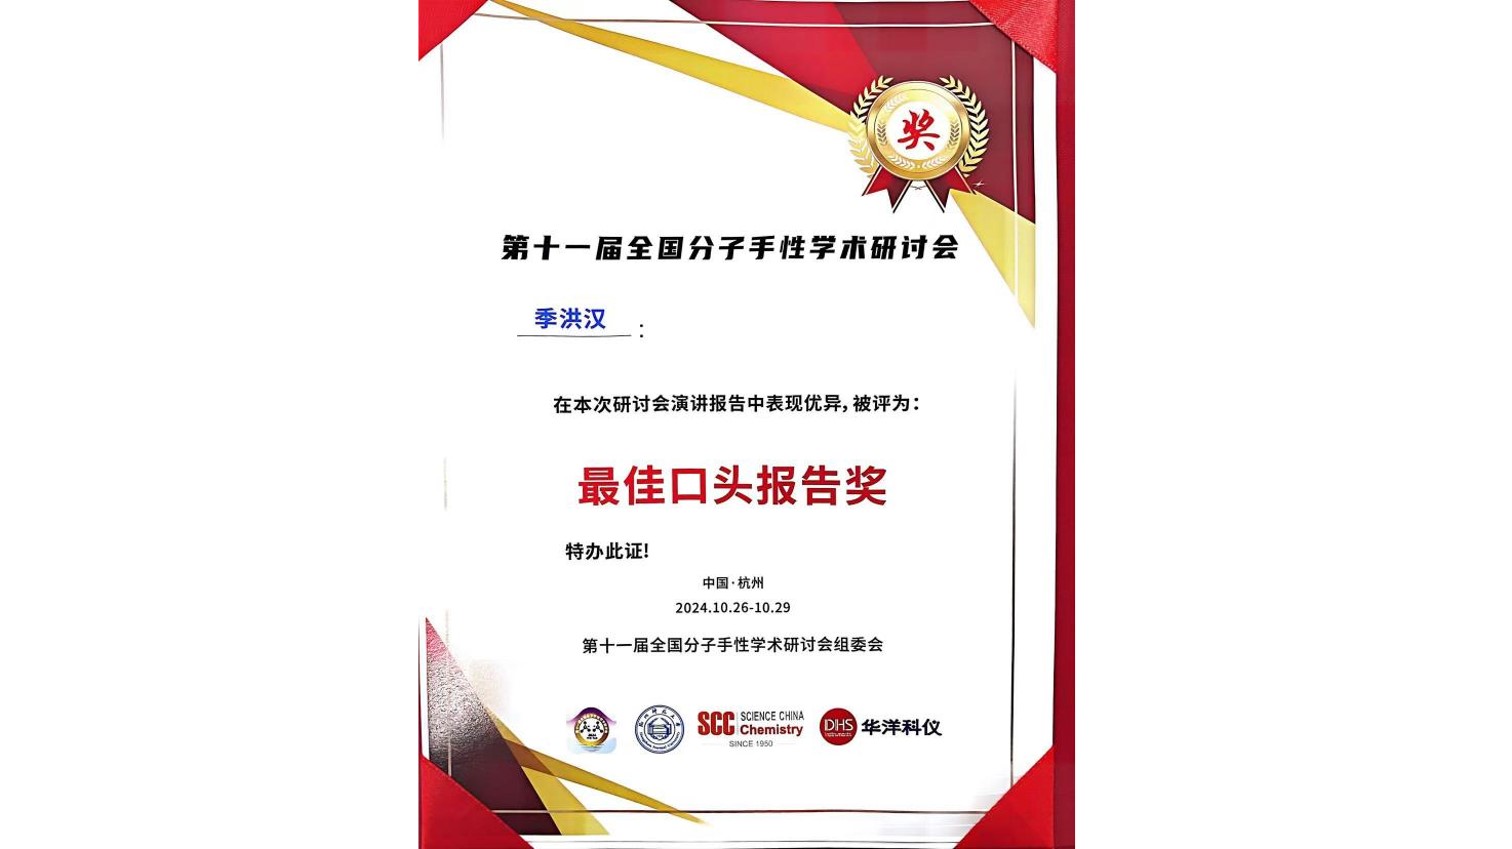 奖
第十一届全国分子手性学术研讨会
季洪汉：
在本次研讨会演讲报告中表现优异，被评为：
最佳口头报告奖
特办此证！
中国·杭州
2024.10.26-10.29
第十一届全国分子手性学术研讨会组委会
SCC SCIENCE CHINA Chemistry
SINCE 1950
DHS 华洋科仪